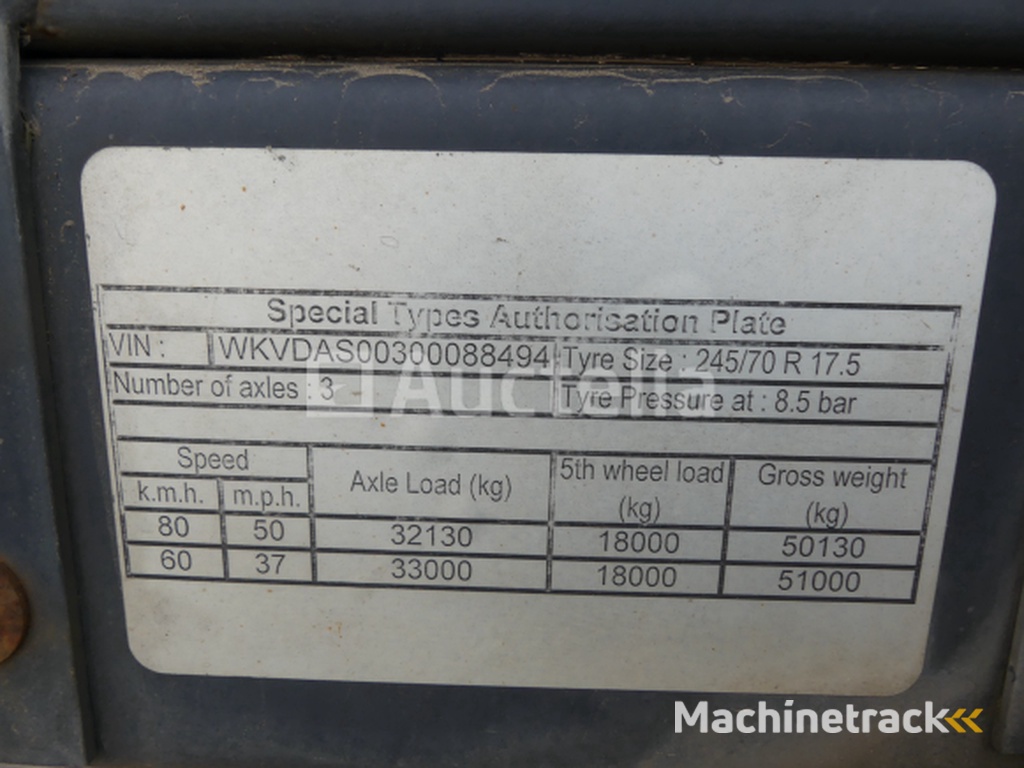 Special Types Authorisation Plate
VIN : WKVDAS00300088494 Tyre Size : 245/70 R 17.5
Number of axles : 3 Tyre Pressure at : 8.5 bar
Speed Axle Load (kg) 5th wheel load (kg) Gross weight (kg)
k.m.h. m.p.h.
80 50 32130 18000 50130
60 37 33000 18000 51000
Auctelia
Machinetrack